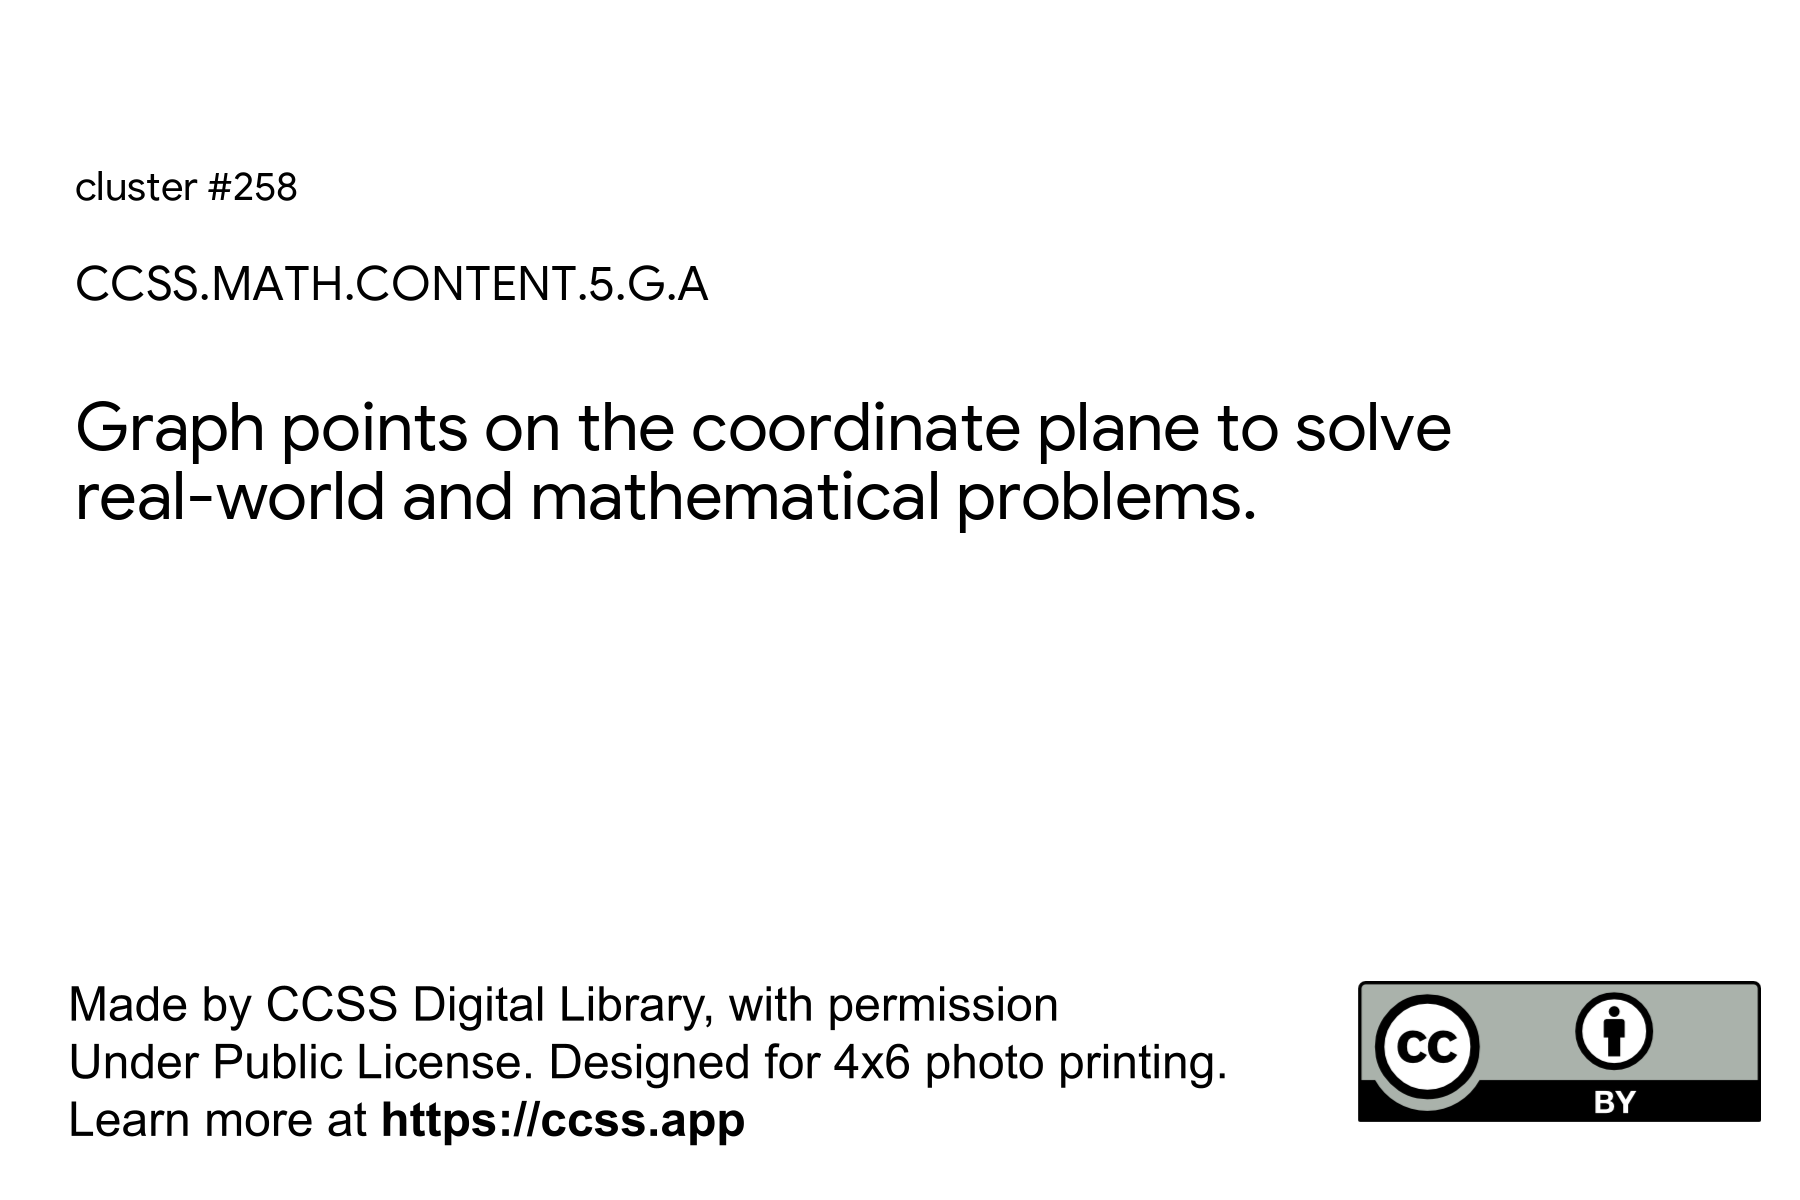 cluster #258
CCSS.MATH.CONTENT.5.G.A
Graph points on the coordinate plane to solve
real-world and mathematical problems.
Made by CCSS Digital Library, with permission
Under Public License. Designed for 4x6 photo printing.
Learn more at https://ccss.app
CC
BY